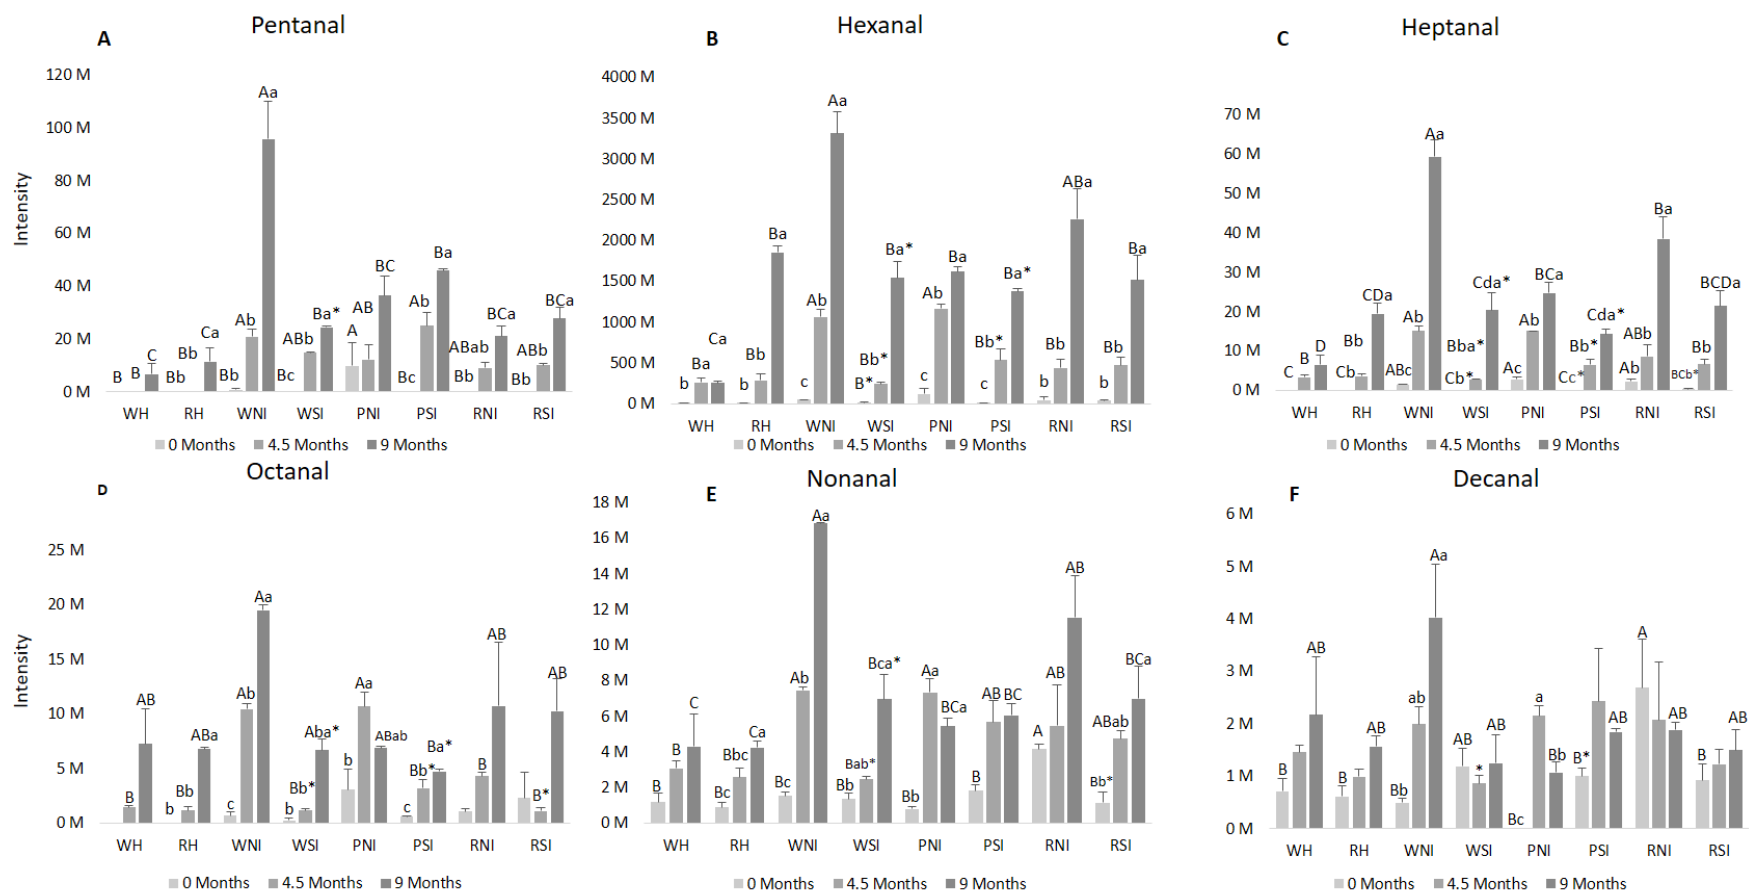 Pentanal
A
Intensity
120 M
100 M
80 M
60 M
40 M
20 M
0 M
B B C
Bb Bb Ca
Bb Ab Aa
Bc ABb Ba*
A AB BC
Bc Ab Ba
Bb ABab BCa
Bb ABb BCa
WH RH WNI WSI PNI PSI RNI RSI
0 Months 4.5 Months 9 Months
Hexanal
B
4000 M
3500 M
3000 M
2500 M
2000 M
1500 M
1000 M
500 M
0 M
b Ba Ca
b Bb Ba
c Ab Aa
B* Bb* Ba*
c Ab Ba
c Bb* Ba*
b Bb ABa
b Bb Ba
WH RH WNI WSI PNI PSI RNI RSI
0 Months 4.5 Months 9 Months
Heptanal
C
70 M
60 M
50 M
40 M
30 M
20 M
10 M
0 M
C B D
Cb Bb CDa
ABc Ab Aa
Cb* Bba* Cda*
Ac Ab BCa
Cc* Bb* Cda*
Ab ABb Ba
BCb* Bb BCDa
WH RH WNI WSI PNI PSI RNI RSI
0 Months 4.5 Months 9 Months
Octanal
D
Intensity
25 M
20 M
15 M
10 M
5 M
0 M
B AB
b Bb ABa
c Ab Aa
b Bb* Aba*
b Aa ABab
c Bb* Ba*
B AB
B* AB
WH RH WNI WSI PNI PSI RNI RSI
0 Months 4.5 Months 9 Months
Nonanal
E
18 M
16 M
14 M
12 M
10 M
8 M
6 M
4 M
2 M
0 M
B B C
Bc Bbc Ca
Bc Ab Aa
Bb Bab* Bca*
Bb Aa BCa
B AB BC
A AB AB
Bb* ABab BCa
WH RH WNI WSI PNI PSI RNI RSI
0 Months 4.5 Months 9 Months
Decanal
F
6 M
5 M
4 M
3 M
2 M
1 M
0 M
B AB
B AB
Bb ab Aa
* AB
Bc a Bb
B* AB
A AB
B AB
WH RH WNI WSI PNI PSI RNI RSI
0 Months 4.5 Months 9 Months